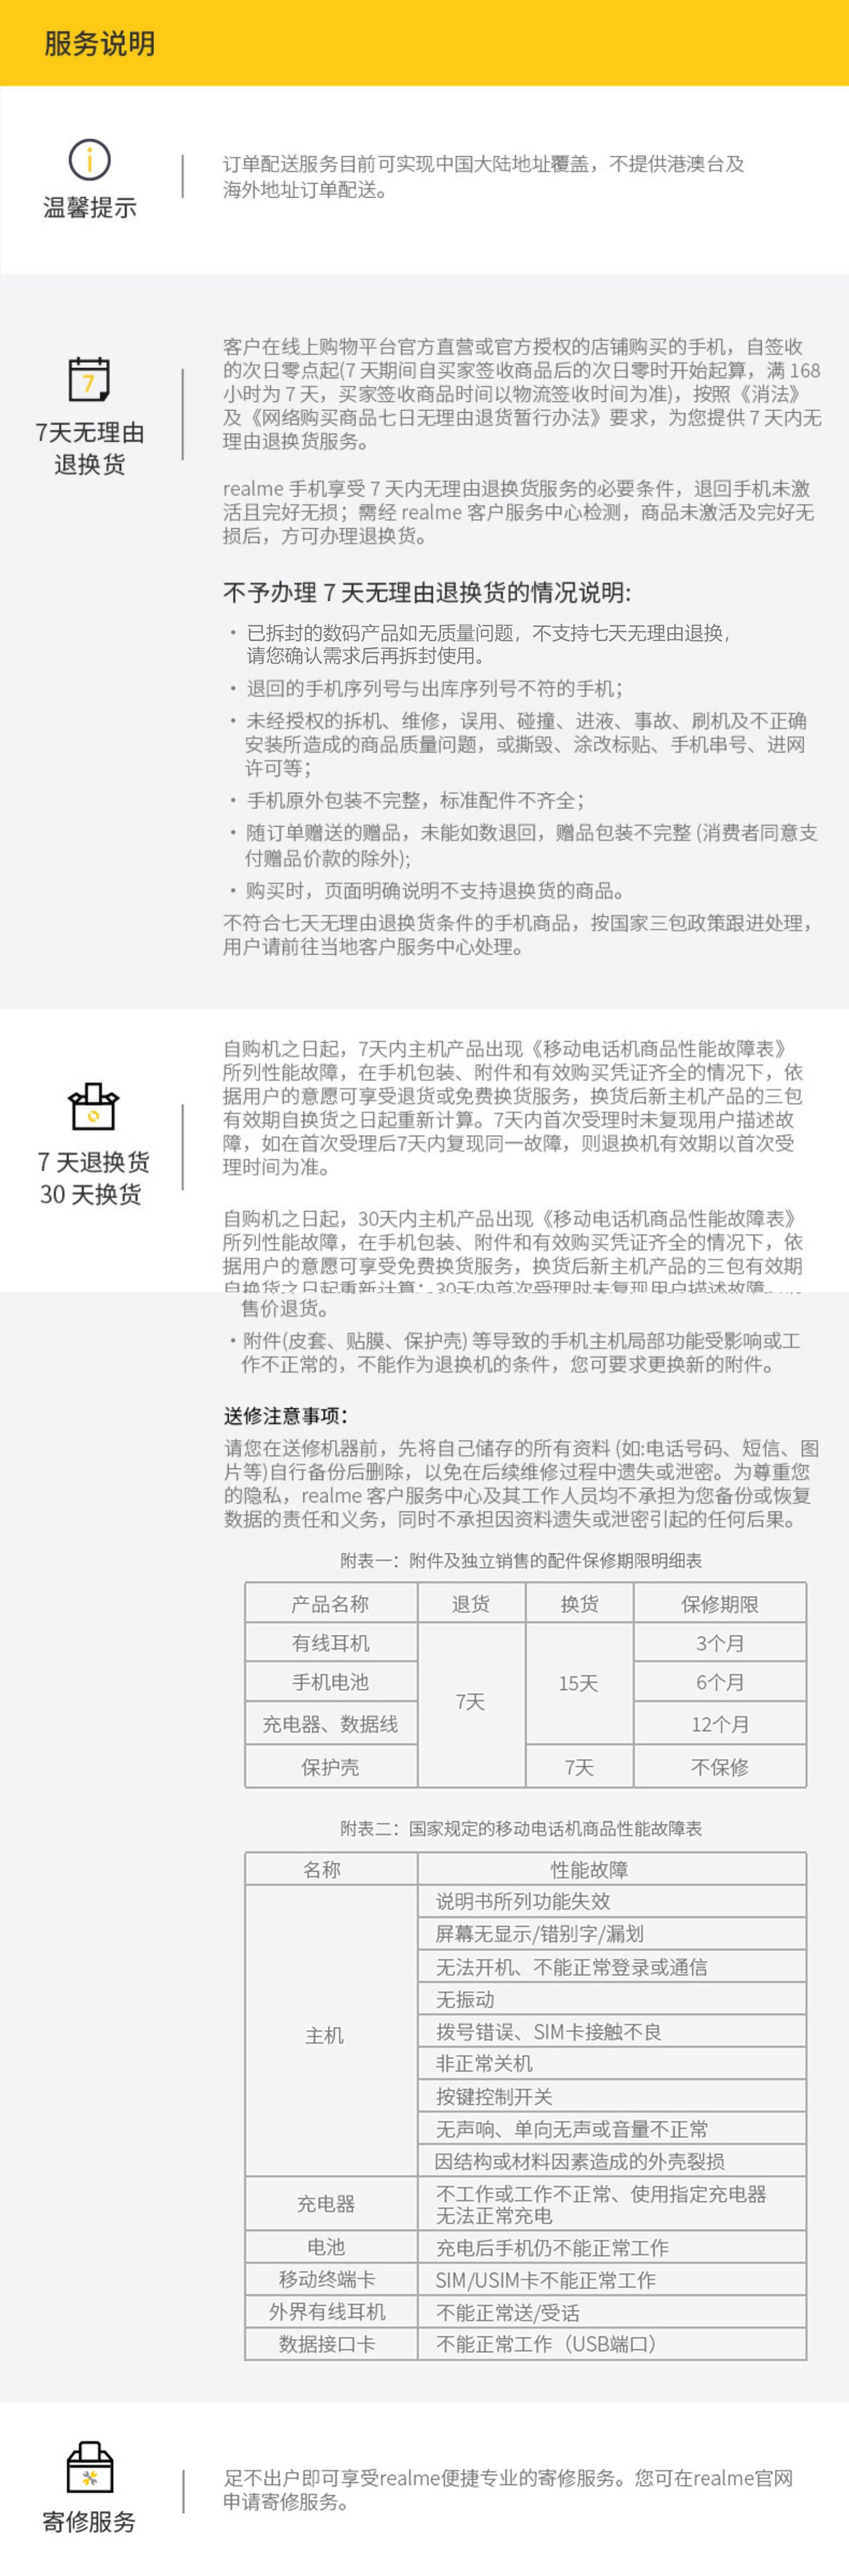 服务说明
温馨提示
订单配送服务目前可实现中国大陆地址覆盖，不提供港澳台及
海外地址订单配送。
7
7天无理由
退换货
客户在线上购物平台官方直营或官方授权的店铺购买的手机，自签收
的次日零点起(7 天期间自买家签收商品后的次日零时开始起算，满 168
小时为 7 天，买家签收商品时间以物流签收时间为准)，按照《消法》
及《网络购买商品七日无理由退货暂行办法》要求，为您提供 7 天内无
理由退换货服务。
realme 手机享受 7 天内无理由退换货服务的必要条件，退回手机未激
活且完好无损；需经 realme 客户服务中心检测，商品未激活及完好无
损后，方可办理退换货。
不予办理 7 天无理由退换货的情况说明:
• 已拆封的数码产品如无质量问题，不支持七天无理由退换，
请您确认需求后再拆封使用。
• 退回的手机序列号与出库序列号不符的手机；
• 未经授权的拆机、维修，误用、碰撞、进液、事故、刷机及不正确
安装所造成的商品质量问题，或撕毁、涂改标贴、手机串号、进网
许可等；
• 手机原外包装不完整，标准配件不齐全；
• 随订单赠送的赠品，未能如数退回，赠品包装不完整 (消费者同意支
付赠品价款的除外);
• 购买时，页面明确说明不支持退换货的商品。
不符合七天无理由退换货条件的手机商品，按国家三包政策跟进处理，
用户请前往当地客户服务中心处理。
7 天退换货
30 天换货
自购机之日起，7天内主机产品出现《移动电话机商品性能故障表》
所列性能故障，在手机包装、附件和有效购买凭证齐全的情况下，依
据用户的意愿可享受退货或免费换货服务，换货后新主机产品的三包
有效期自换货之日起重新计算。7天内首次受理时未复现用户描述故
障，如在首次受理后7天内复现同一故障，则退换机有效期以首次受
理时间为准。
自购机之日起，30天内主机产品出现《移动电话机商品性能故障表》
所列性能故障，在手机包装、附件和有效购买凭证齐全的情况下，依
据用户的意愿可享受免费换货服务，换货后新主机产品的三包有效期
自换货之日起重新计算；30天内首次受理时未复现用户描述故障
售价退货。
• 附件(皮套、贴膜、保护壳) 等导致的手机主机局部功能受影响或工
作不正常的，不能作为退换机的条件，您可要求更换新的附件。
送修注意事项：
请您在送修机器前，先将自己储存的所有资料 (如:电话号码、短信、图
片等)自行备份后删除，以免在后续维修过程中遗失或泄密。为尊重您
的隐私，realme 客户服务中心及其工作人员均不承担为您备份或恢复
数据的责任和义务，同时不承担因资料遗失或泄密引起的任何后果。
附表一：附件及独立销售的配件保修期限明细表
产品名称 退货 换货 保修期限
有线耳机 3个月
手机电池 15天 6个月
7天
充电器、数据线 12个月
保护壳 7天 不保修
附表二：国家规定的移动电话机商品性能故障表
名称 性能故障
说明书所列功能失效
屏幕无显示/错别字/漏划
无法开机、不能正常登录或通信
无振动
主机 拨号错误、SIM卡接触不良
非正常关机
按键控制开关
无声响、单向无声或音量不正常
因结构或材料因素造成的外壳裂损
充电器 不工作或工作不正常、使用指定充电器
无法正常充电
电池 充电后手机仍不能正常工作
移动终端卡 SIM/USIM卡不能正常工作
外界有线耳机 不能正常送/受话
数据接口卡 不能正常工作（USB端口）
寄修服务
足不出户即可享受realme便捷专业的寄修服务。您可在realme官网
申请寄修服务。